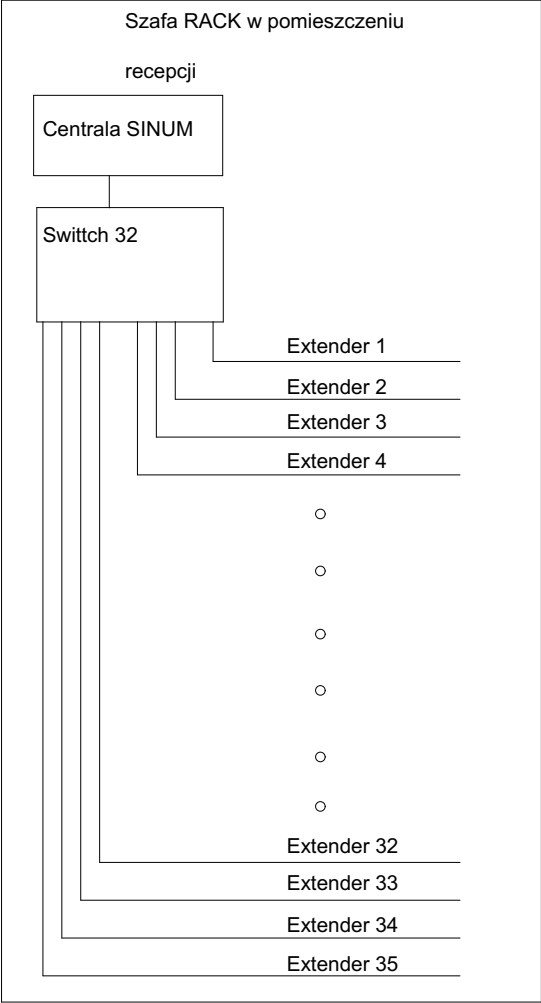 Szafa RACK w pomieszczeniu
recepcji
Centrala SINUM
Swittch 32
Extender 1
Extender 2
Extender 3
Extender 4
Extender 32
Extender 33
Extender 34
Extender 35